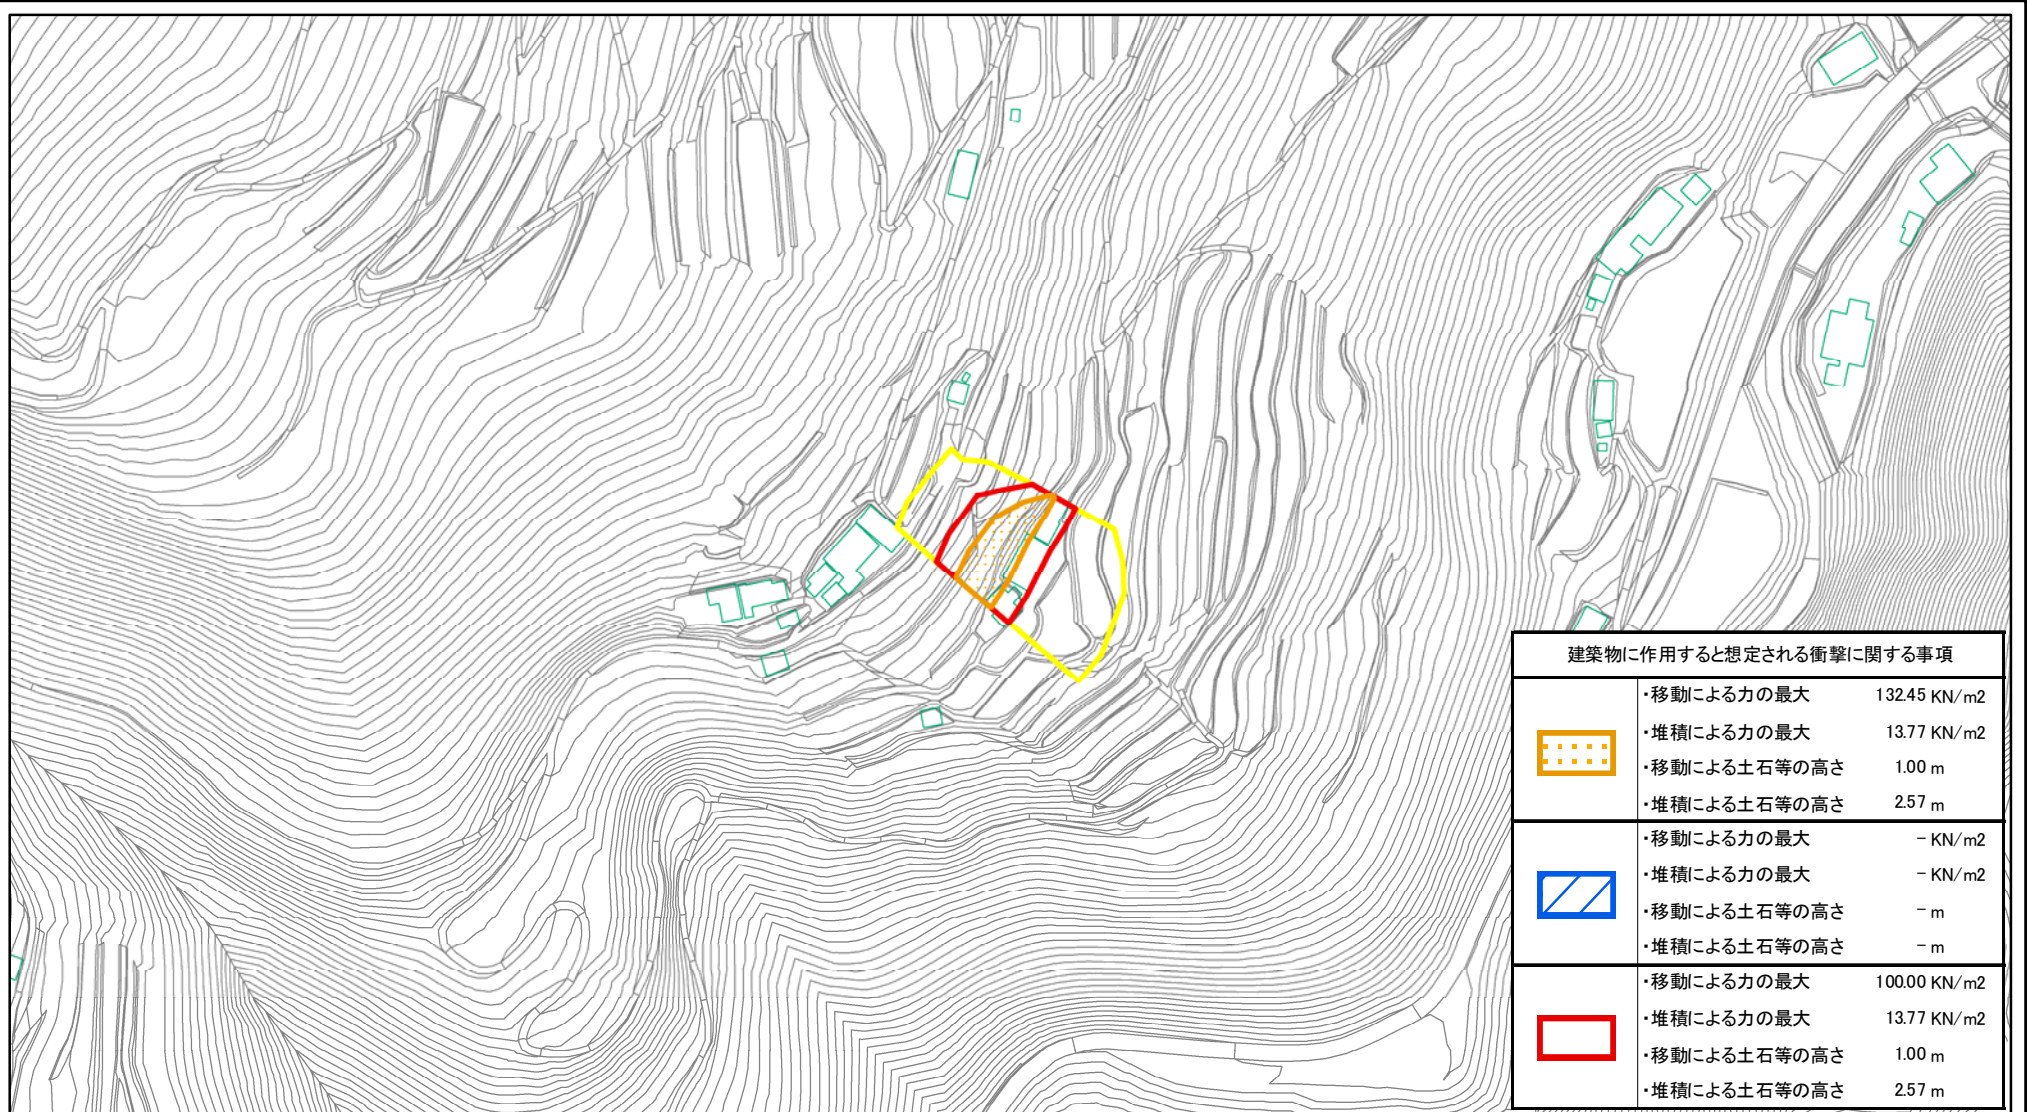 建築物に作用すると想定される衝撃に関する事項
・移動による力の最大 132.45 KN/m2
・堆積による力の最大 13.77 KN/m2
・移動による土石等の高さ 1.00 m
・堆積による土石等の高さ 2.57 m
・移動による力の最大 - KN/m2
・堆積による力の最大 - KN/m2
・移動による土石等の高さ - m
・堆積による土石等の高さ - m
・移動による力の最大 100.00 KN/m2
・堆積による力の最大 13.77 KN/m2
・移動による土石等の高さ 1.00 m
・堆積による土石等の高さ 2.57 m